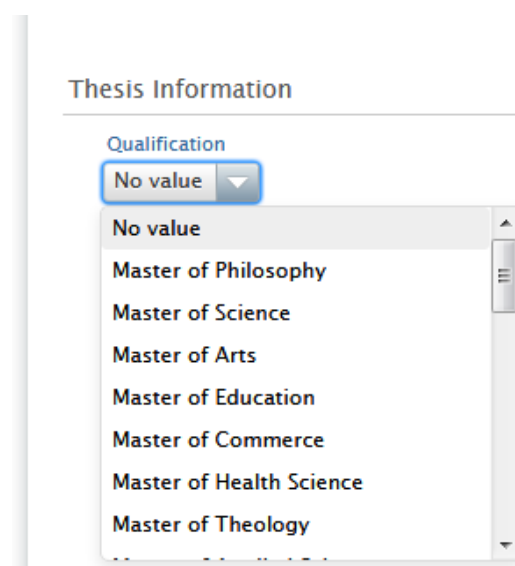 Thesis Information
Qualification
No value
No value
Master of Philosophy
Master of Science
Master of Arts
Master of Education
Master of Commerce
Master of Health Science
Master of Theology